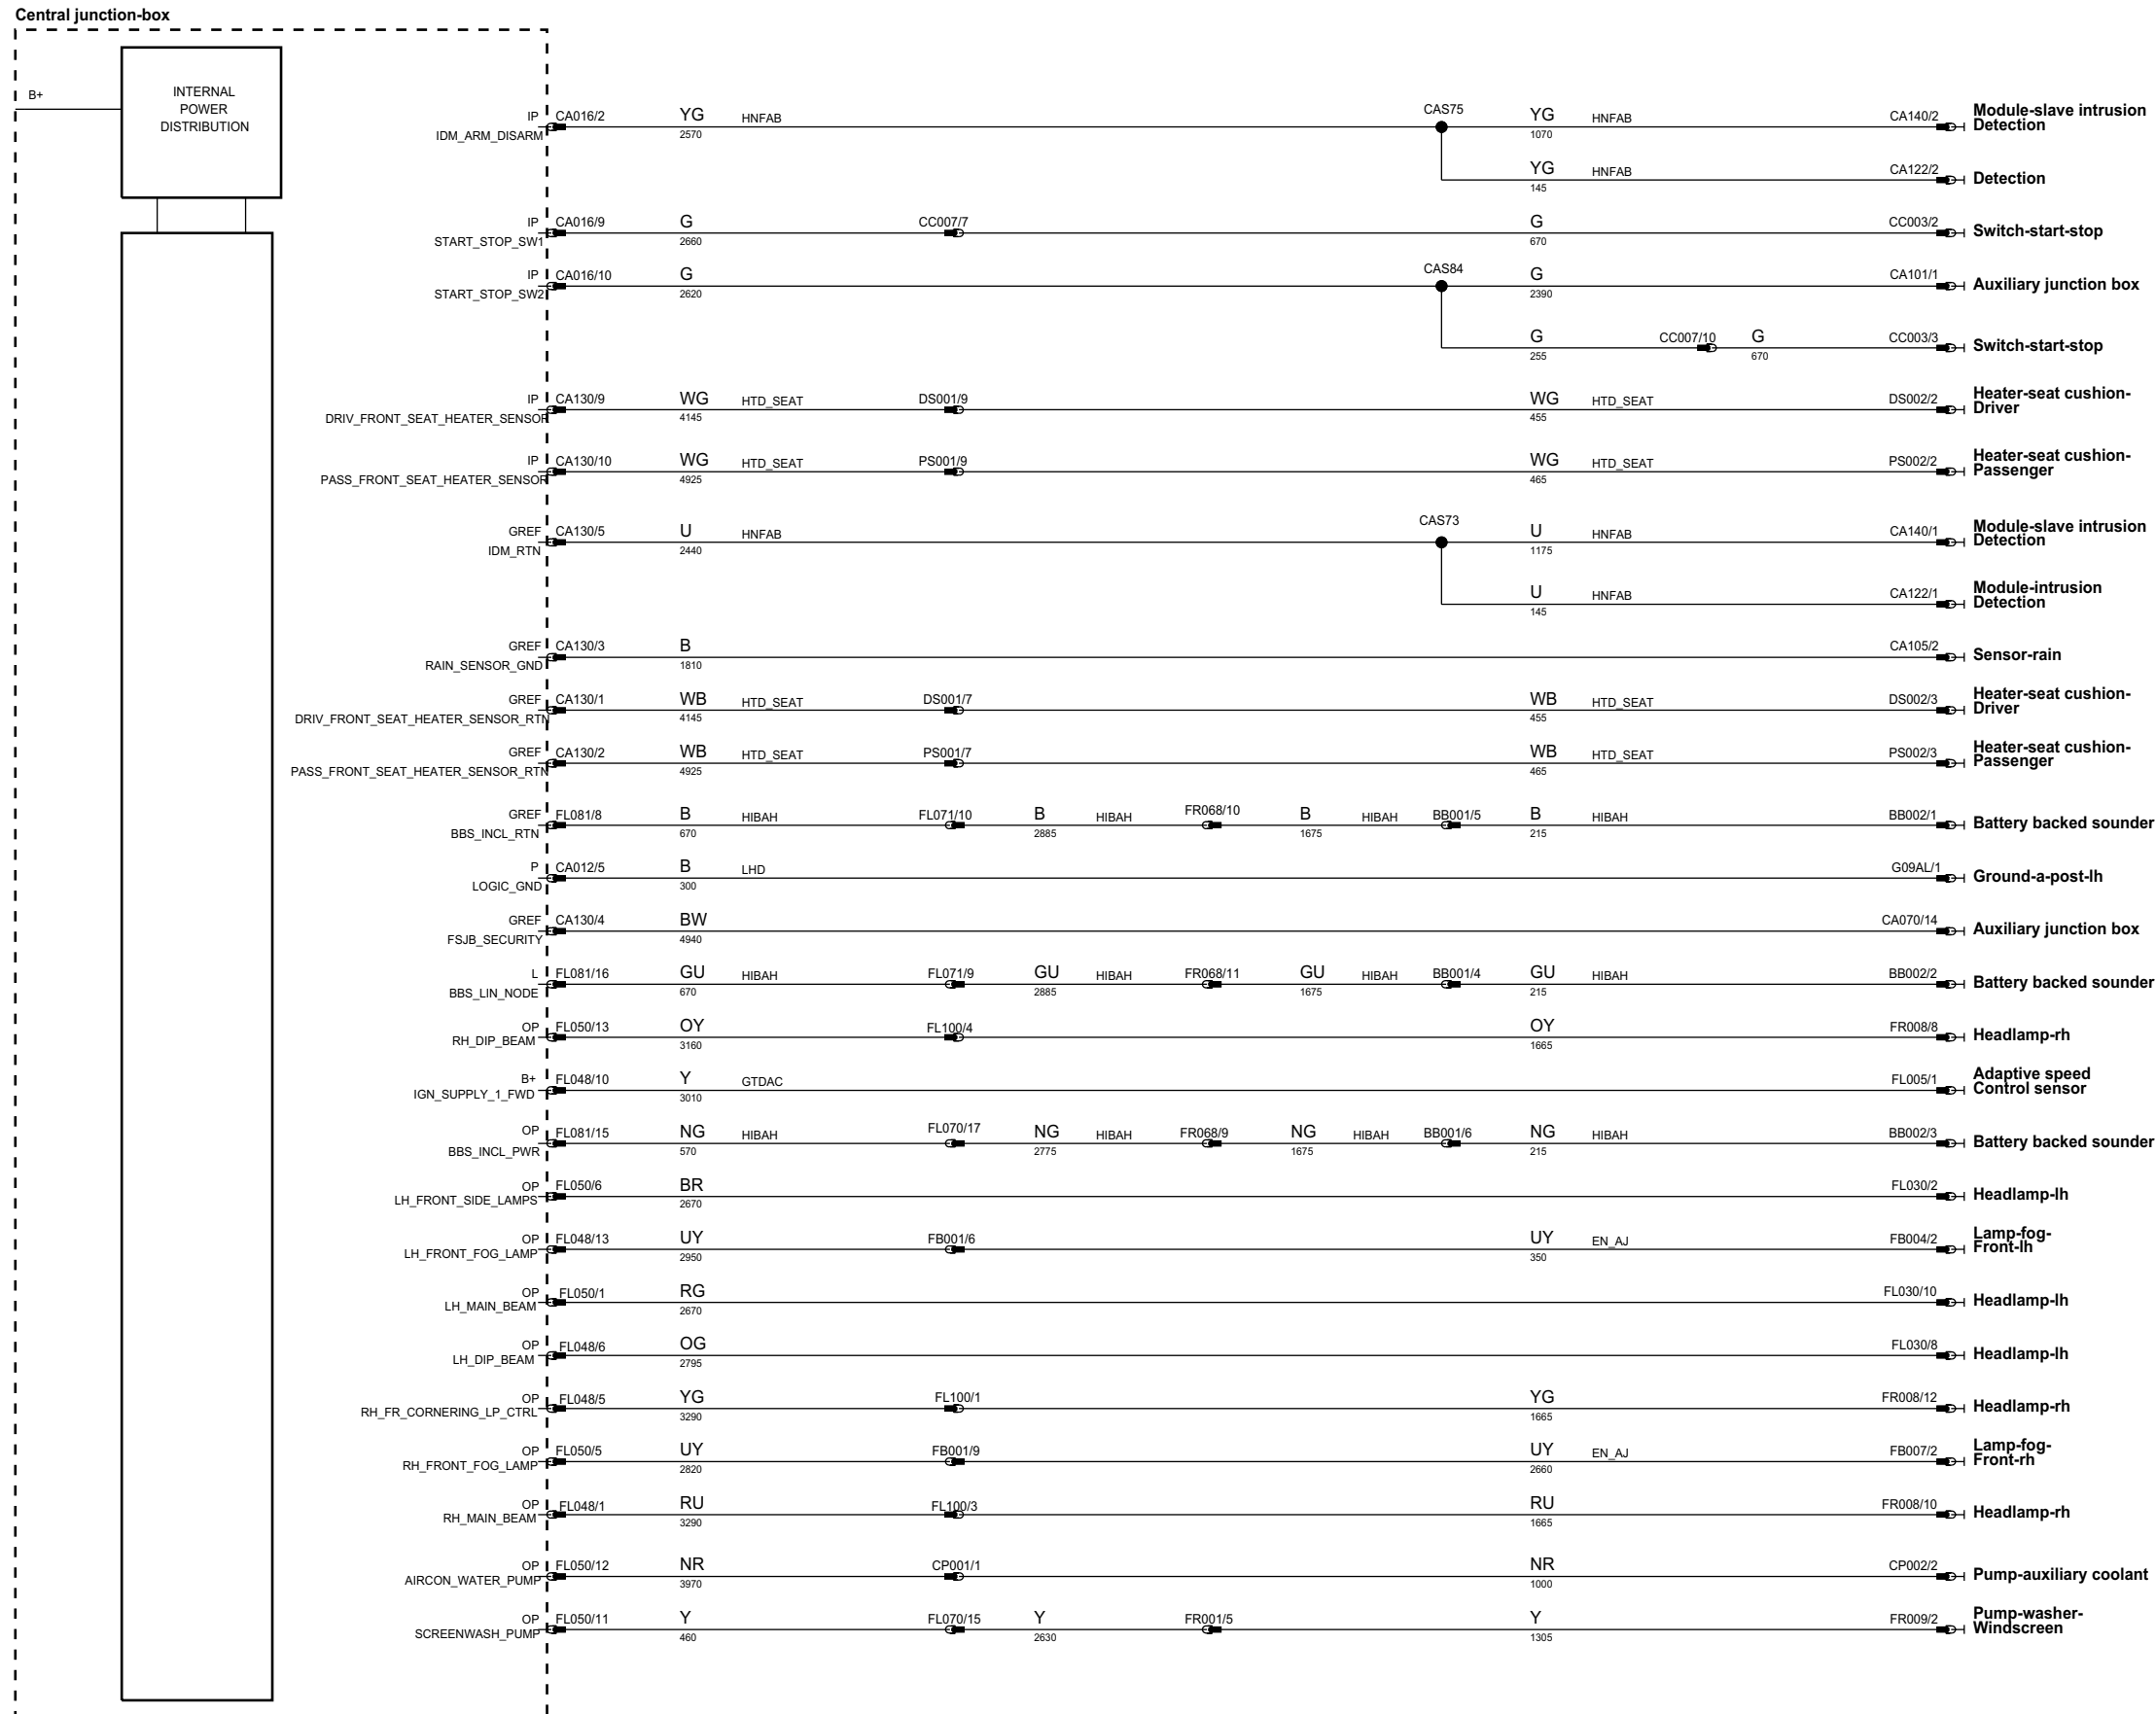 Central junction-box
B+
INTERNAL
POWER
DISTRIBUTION
IP CA016/2 YG HNFAB CAS75 YG HNFAB CA140/2 Module-slave intrusion
IDM_ARM_DISARM 2570 1070 Detection
YG HNFAB CA122/2 Detection
145
IP CA016/9 G CC007/7 G CC003/2 Switch-start-stop
START_STOP_SW1 2660 670
IP CA016/10 G CAS84 G CA101/1 Auxiliary junction box
START_STOP_SW2 2620 2390
G CC007/10 G CC003/3 Switch-start-stop
255 670
IP CA130/9 WG HTD_SEAT DS001/9 WG HTD_SEAT DS002/2 Heater-seat cushion-
DRIV_FRONT_SEAT_HEATER_SENSOR 4145 455 Driver
IP CA130/10 WG HTD_SEAT PS001/9 WG HTD_SEAT PS002/2 Heater-seat cushion-
PASS_FRONT_SEAT_HEATER_SENSOR 4925 465 Passenger
GREF CA130/5 U HNFAB CAS73 U HNFAB CA140/1 Module-slave intrusion
IDM_RTN 2440 1175 Detection
U HNFAB CA122/1 Module-intrusion
145 Detection
GREF CA130/3 B CA105/2 Sensor-rain
RAIN_SENSOR_GND 1810
GREF CA130/1 WB HTD_SEAT DS001/7 WB HTD_SEAT DS002/3 Heater-seat cushion-
DRIV_FRONT_SEAT_HEATER_SENSOR_RTN 4145 455 Driver
GREF CA130/2 WB HTD_SEAT PS001/7 WB HTD_SEAT PS002/3 Heater-seat cushion-
PASS_FRONT_SEAT_HEATER_SENSOR_RTN 4925 465 Passenger
GREF FL081/8 B HIBAH FL071/10 B HIBAH FR068/10 B HIBAH BB001/5 B HIBAH BB002/1 Battery backed sounder
BBS_INCL_RTN 670 2885 1675 215
P CA012/5 B LHD G09AL/1 Ground-a-post-lh
LOGIC_GND 300
GREF CA130/4 BW CA070/14 Auxiliary junction box
FSJB_SECURITY 4940
L FL081/16 GU HIBAH FL071/9 GU HIBAH FR068/11 GU HIBAH BB001/4 GU HIBAH BB002/2 Battery backed sounder
BBS_LIN_NODE 670 2885 1675 215
OP FL050/13 OY FL100/4 OY FR008/8 Headlamp-rh
RH_DIP_BEAM 3160 1665
B+ FL048/10 Y GTDAC FL005/1 Adaptive speed
IGN_SUPPLY_1_FWD 3010 Control sensor
OP FL081/15 NG HIBAH FL070/17 NG HIBAH FR068/9 NG HIBAH BB001/6 NG HIBAH BB002/3 Battery backed sounder
BBS_INCL_PWR 570 2775 1675 215
OP FL050/6 BR FL030/2 Headlamp-lh
LH_FRONT_SIDE_LAMPS 2670
OP FL048/13 UY FB001/6 UY EN_AJ FB004/2 Lamp-fog-
LH_FRONT_FOG_LAMP 2950 350 Front-lh
OP FL050/1 RG FL030/10 Headlamp-lh
LH_MAIN_BEAM 2670
OP FL048/6 OG FL030/8 Headlamp-lh
LH_DIP_BEAM 2795
OP FL048/5 YG FL100/1 YG FR008/12 Headlamp-rh
RH_FR_CORNERING_LP_CTRL 3290 1665
OP FL050/5 UY FB001/9 UY EN_AJ FB007/2 Lamp-fog-
RH_FRONT_FOG_LAMP 2820 2660 Front-rh
OP FL048/1 RU FL100/3 RU FR008/10 Headlamp-rh
RH_MAIN_BEAM 3290 1665
OP FL050/12 NR CP001/1 NR CP002/2 Pump-auxiliary coolant
AIRCON_WATER_PUMP 3970 1000
OP FL050/11 Y FL070/15 Y FR001/5 Y FR009/2 Pump-washer-
SCREENWASH_PUMP 460 2630 1305 Windscreen